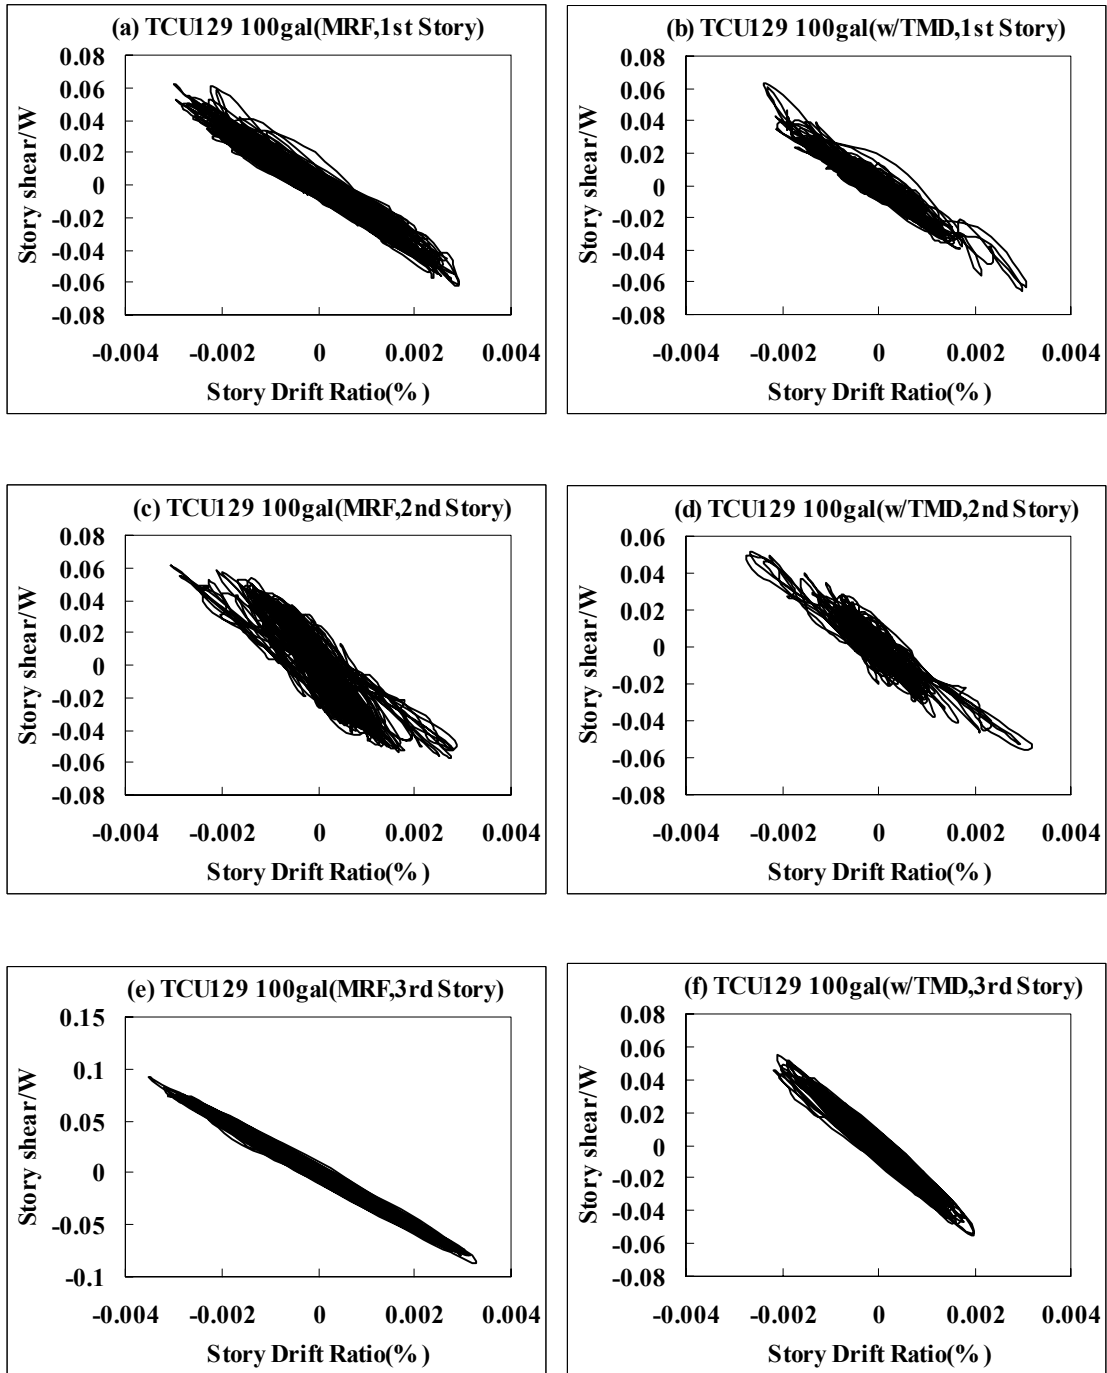 (a) TCU129 100gal(MRF,1st Story)
0.08
0.06
0.04
0.02
0
-0.02
-0.04
-0.06
-0.08
Story shear/W
-0.004 -0.002 0 0.002 0.004
Story Drift Ratio(%)
(b) TCU129 100gal(w/TMD,1st Story)
0.08
0.06
0.04
0.02
0
-0.02
-0.04
-0.06
-0.08
Story shear/W
-0.004 -0.002 0 0.002 0.004
Story Drift Ratio(%)
(c) TCU129 100gal(MRF,2nd Story)
0.08
0.06
0.04
0.02
0
-0.02
-0.04
-0.06
-0.08
Story shear/W
-0.004 -0.002 0 0.002 0.004
Story Drift Ratio(%)
(d) TCU129 100gal(w/TMD,2nd Story)
0.06
0.04
0.02
0
-0.02
-0.04
-0.06
-0.08
Story shear/W
-0.004 -0.002 0 0.002 0.004
Story Drift Ratio(%)
(e) TCU129 100gal(MRF,3rd Story)
0.15
0.1
0.05
0
-0.05
-0.1
Story shear/W
-0.004 -0.002 0 0.002 0.004
Story Drift Ratio(%)
(f) TCU129 100gal(w/TMD,3rd Story)
0.08
0.06
0.04
0.02
0
-0.02
-0.04
-0.06
-0.08
Story shear/W
-0.004 -0.002 0 0.002 0.004
Story Drift Ratio(%)